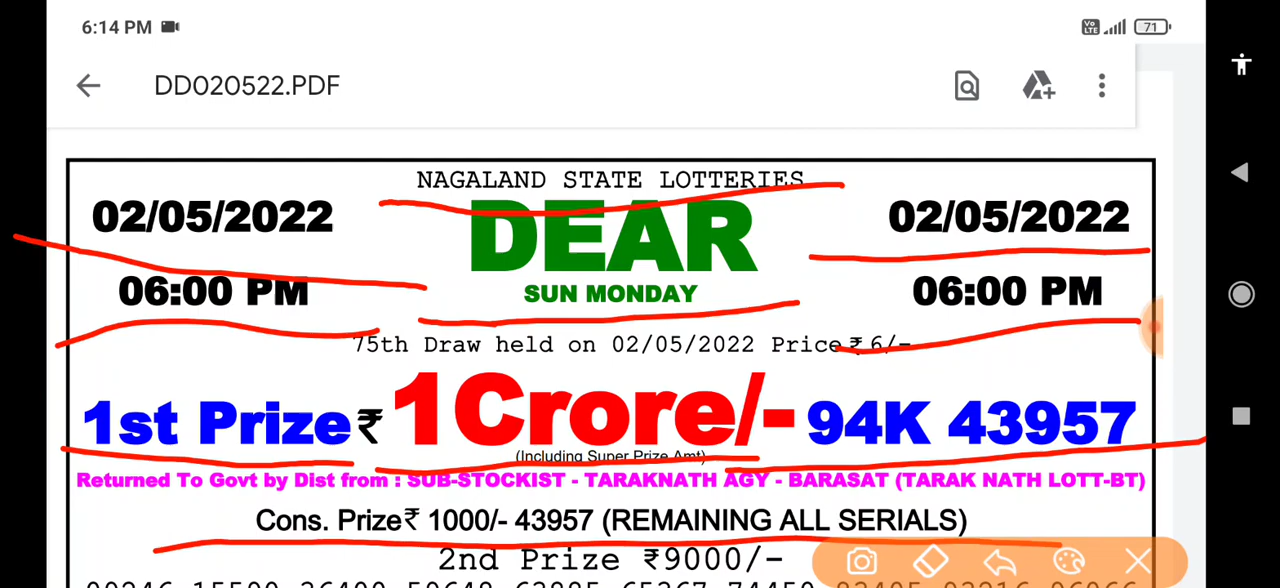 6:14 PM
Vo LTE 71
DD020522.PDF
NAGALAND STATE LOTTERIES
02/05/2022 DEAR 02/05/2022
06:00 PM SUN MONDAY 06:00 PM
75th Draw held on 02/05/2022 Price ₹ 6/-
1st Prize ₹ 1Crore/- 94K 43957
(Including Super Prize Amt)
Returned To Govt by Dist from : SUB-STOCKIST - TARAKNATH AGY - BARASAT (TARAK NATH LOTT-BT)
Cons. Prize ₹ 1000/- 43957 (REMAINING ALL SERIALS)
2nd Prize ₹9000/-